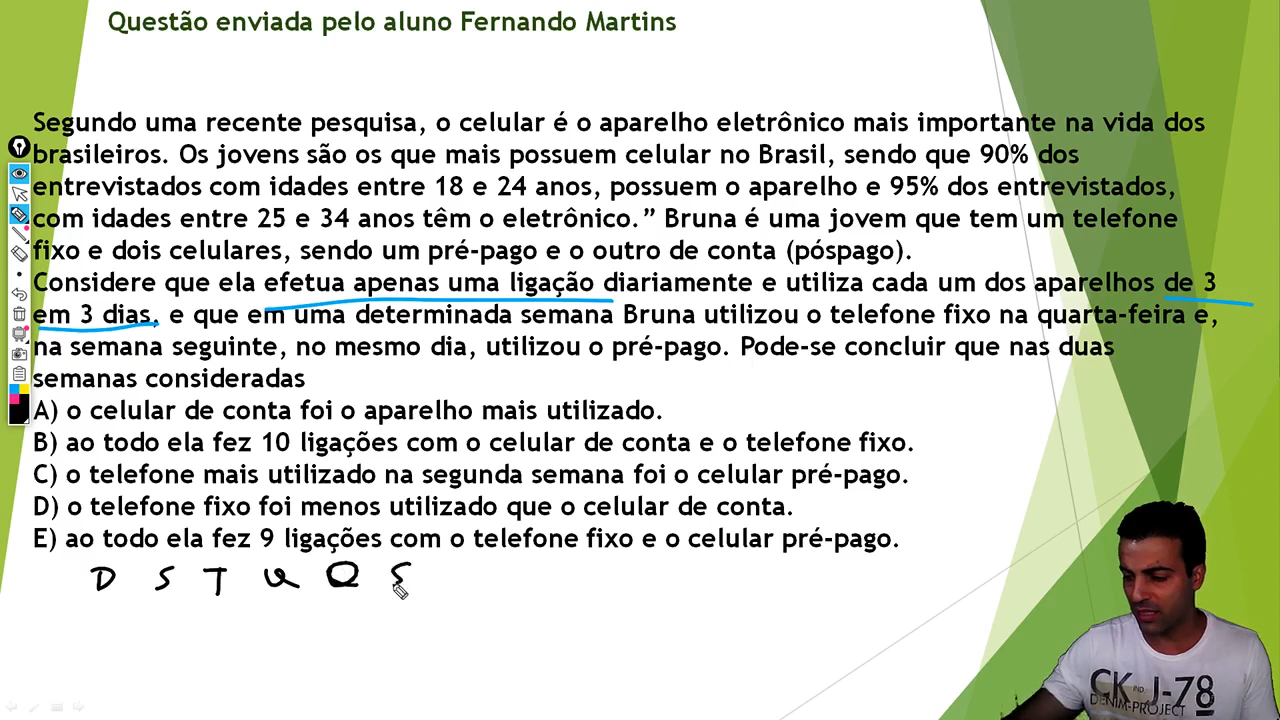 Questão enviada pelo aluno Fernando Martins
Segundo uma recente pesquisa, o celular é o aparelho eletrônico mais importante na vida dos
brasileiros. Os jovens são os que mais possuem celular no Brasil, sendo que 90% dos
entrevistados com idades entre 18 e 24 anos, possuem o aparelho e 95% dos entrevistados,
com idades entre 25 e 34 anos têm o eletrônico.” Bruna é uma jovem que tem um telefone
fixo e dois celulares, sendo um pré-pago e o outro de conta (póspago).
Considere que ela efetua apenas uma ligação diariamente e utiliza cada um dos aparelhos de 3
em 3 dias, e que em uma determinada semana Bruna utilizou o telefone fixo na quarta-feira e,
na semana seguinte, no mesmo dia, utilizou o pré-pago. Pode-se concluir que nas duas
semanas consideradas
A) o celular de conta foi o aparelho mais utilizado.
B) ao todo ela fez 10 ligações com o celular de conta e o telefone fixo.
C) o telefone mais utilizado na segunda semana foi o celular pré-pago.
D) o telefone fixo foi menos utilizado que o celular de conta.
E) ao todo ela fez 9 ligações com o telefone fixo e o celular pré-pago.
D S T Q Q S
CK IND J-78
DENIM-PROJECT